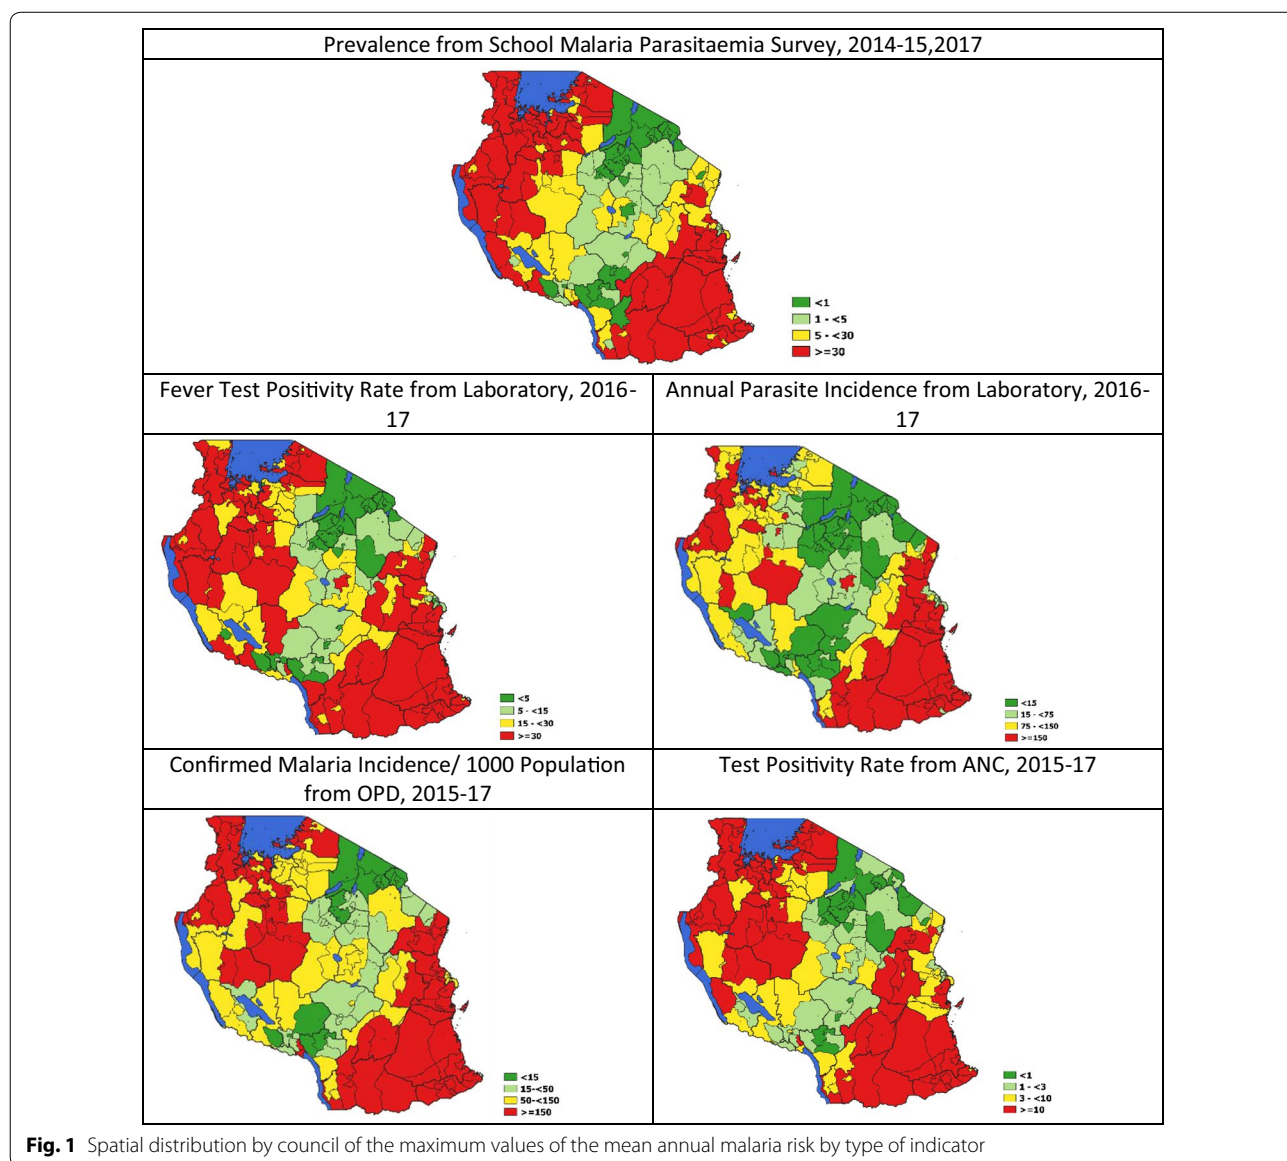 Prevalence from School Malaria Parasitaemia Survey, 2014-15,2017
<1
1 - <5
5 - <30
>=30
Fever Test Positivity Rate from Laboratory, 2016-
17
<5
5 - <15
15 - <30
>=30
Annual Parasite Incidence from Laboratory, 2016-
17
<15
15 - <75
75 - <150
>=150
Confirmed Malaria Incidence/ 1000 Population
from OPD, 2015-17
<15
15-<50
50-<150
>=150
Test Positivity Rate from ANC, 2015-17
<1
1 - <3
3 - <10
>=10
Fig. 1 Spatial distribution by council of the maximum values of the mean annual malaria risk by type of indicator